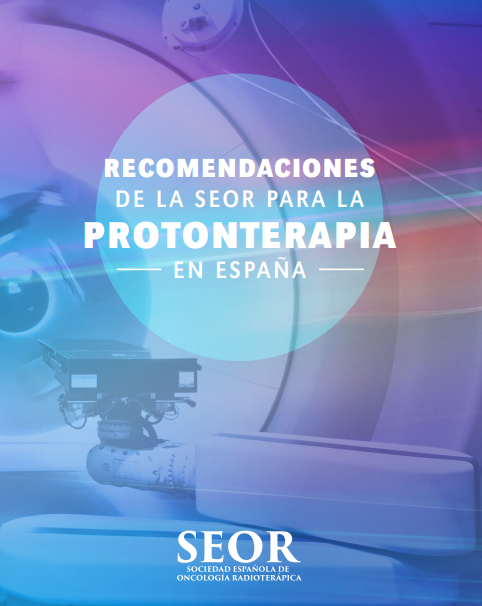 RECOMENDACIONES
DE LA SEOR PARA LA
PROTONTERAPIA
EN ESPAÑA
SEOR
SOCIEDAD ESPAÑOLA DE
ONCOLOGÍA RADIOTERÁPICA